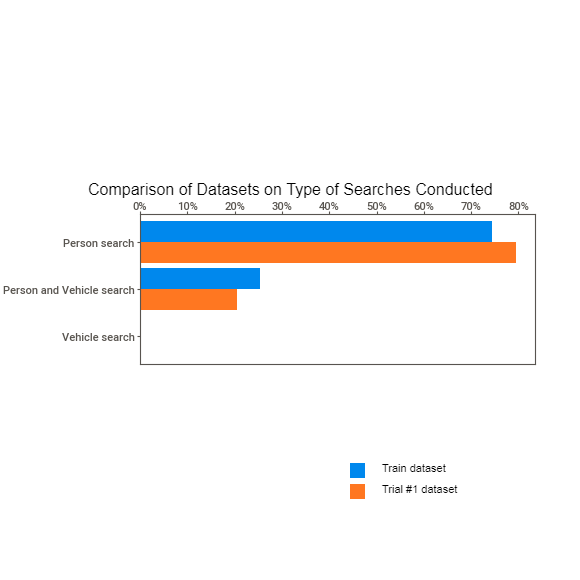 Comparison of Datasets on Type of Searches Conducted
0% 10% 20% 30% 40% 50% 60% 70% 80%
Person search
Person and Vehicle search
Vehicle search
Train dataset
Trial #1 dataset